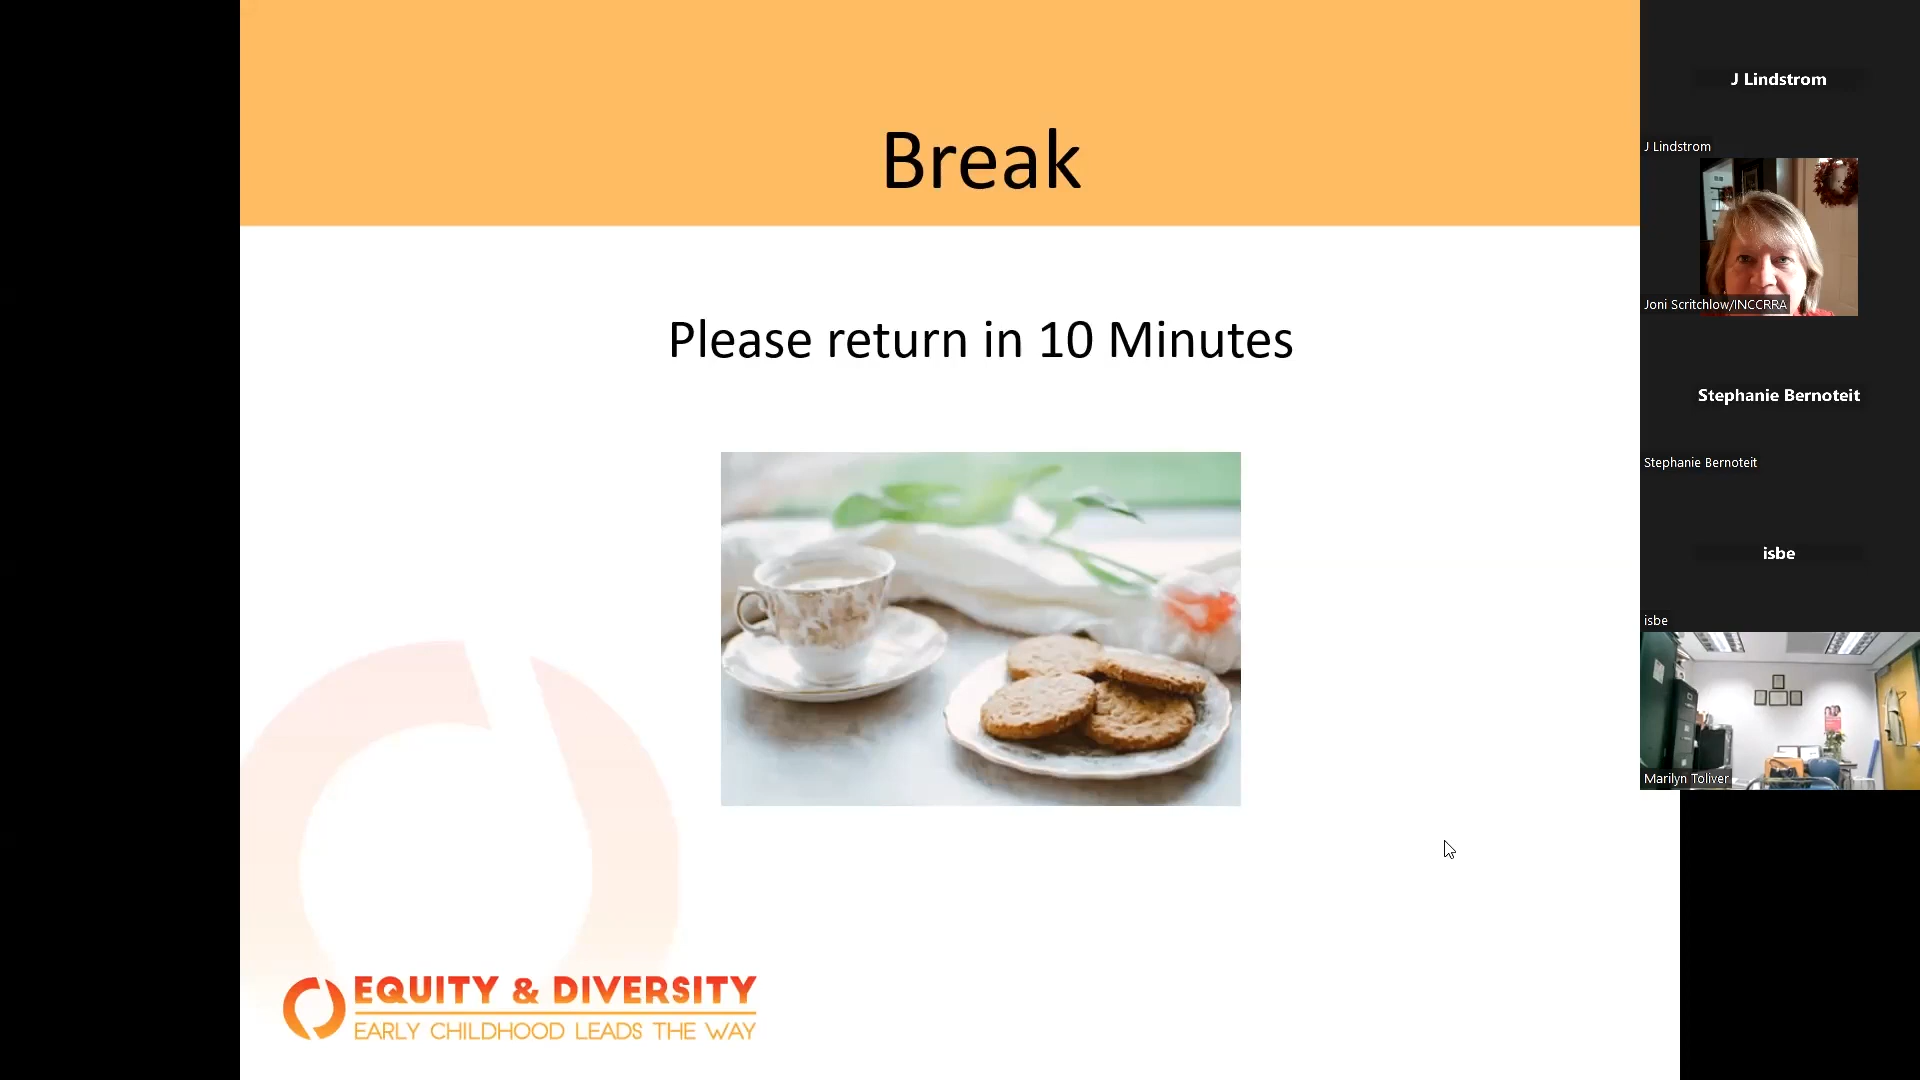 Break
Please return in 10 Minutes
EQUITY & DIVERSITY
EARLY CHILDHOOD LEADS THE WAY
J Lindstrom
J Lindstrom
Joni Scritchlow/INCCRRA
Stephanie Bernoteit
Stephanie Bernoteit
isbe
isbe
Marilyn Toliver